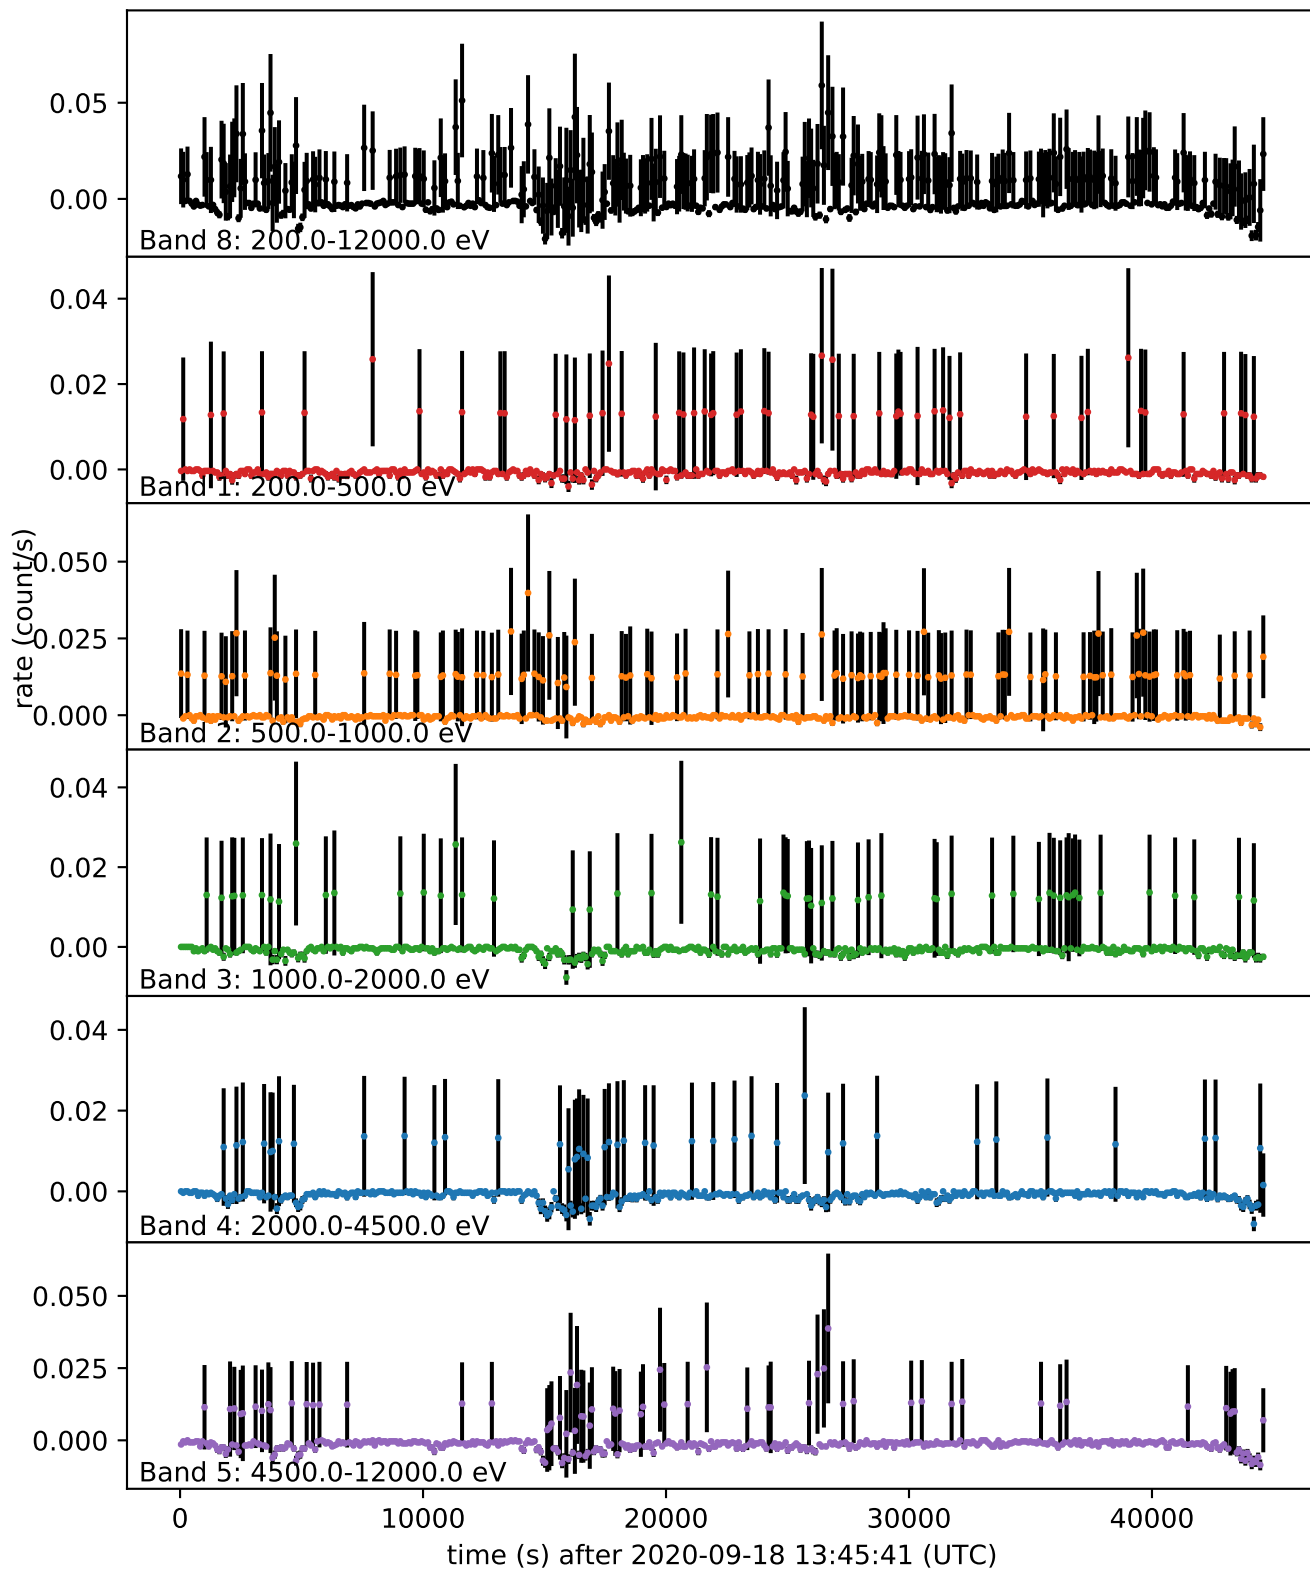 0.05
0.00
Band 8: 200.0-12000.0 eV
0.04
0.02
0.00
Band 1: 200.0-500.0 eV
rate (count/s)
0.050
0.025
0.000
Band 2: 500.0-1000.0 eV
0.04
0.02
0.00
Band 3: 1000.0-2000.0 eV
0.04
0.02
0.00
Band 4: 2000.0-4500.0 eV
0.050
0.025
0.000
Band 5: 4500.0-12000.0 eV
0 10000 20000 30000 40000
time (s) after 2020-09-18 13:45:41 (UTC)